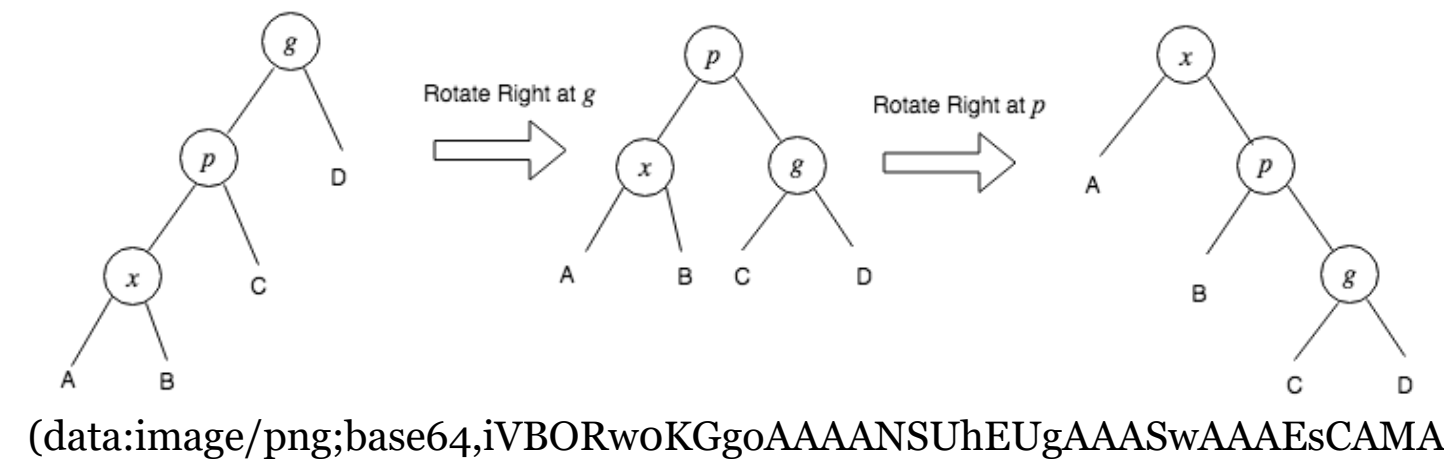 g
p
D
x
C
A
B
Rotate Right at g
p
x
g
A
B
C
D
Rotate Right at p
x
A
p
B
g
C
D
(data:image/png;base64,iVBORw0KGgoAAAANSUhEUgAAASwAAAEsCAMA